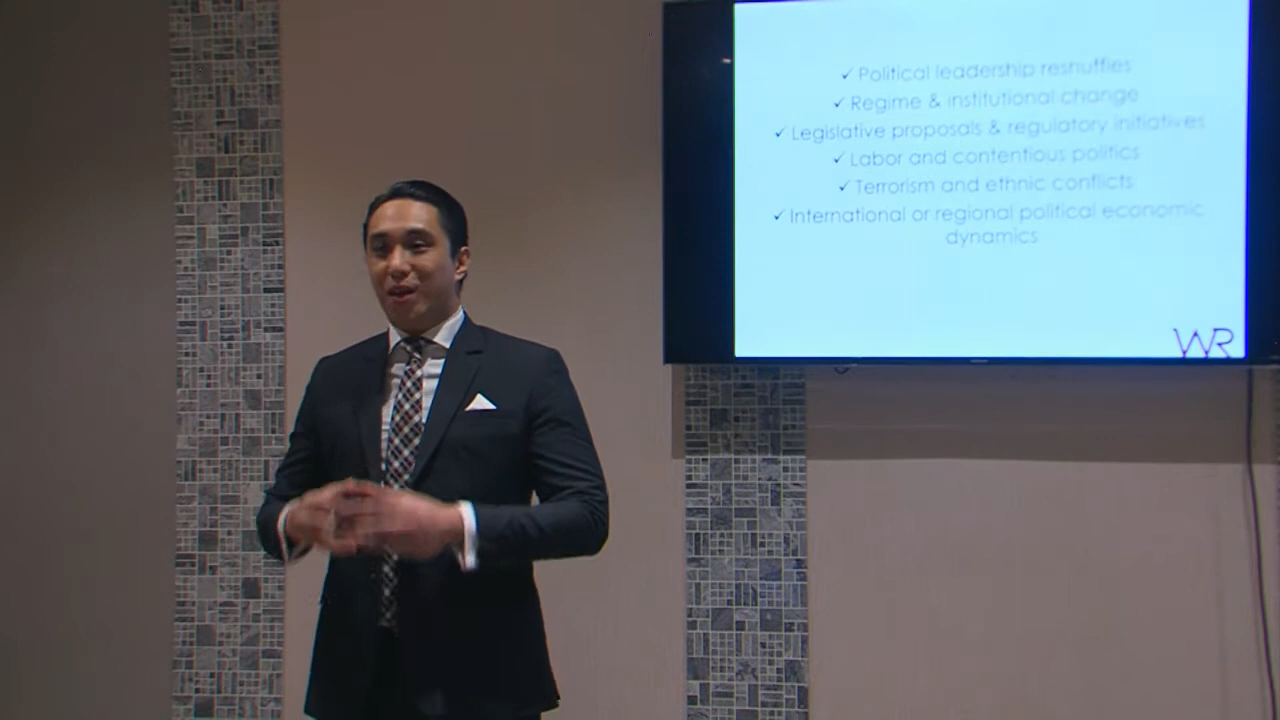 ✓ Political leadership reshuffles
✓ Regime & institutional change
✓ Legislative proposals & regulatory initiatives
✓ Labor and contentious politics
✓ Terrorism and ethnic conflicts
✓ International or regional political economic
dynamics
WR